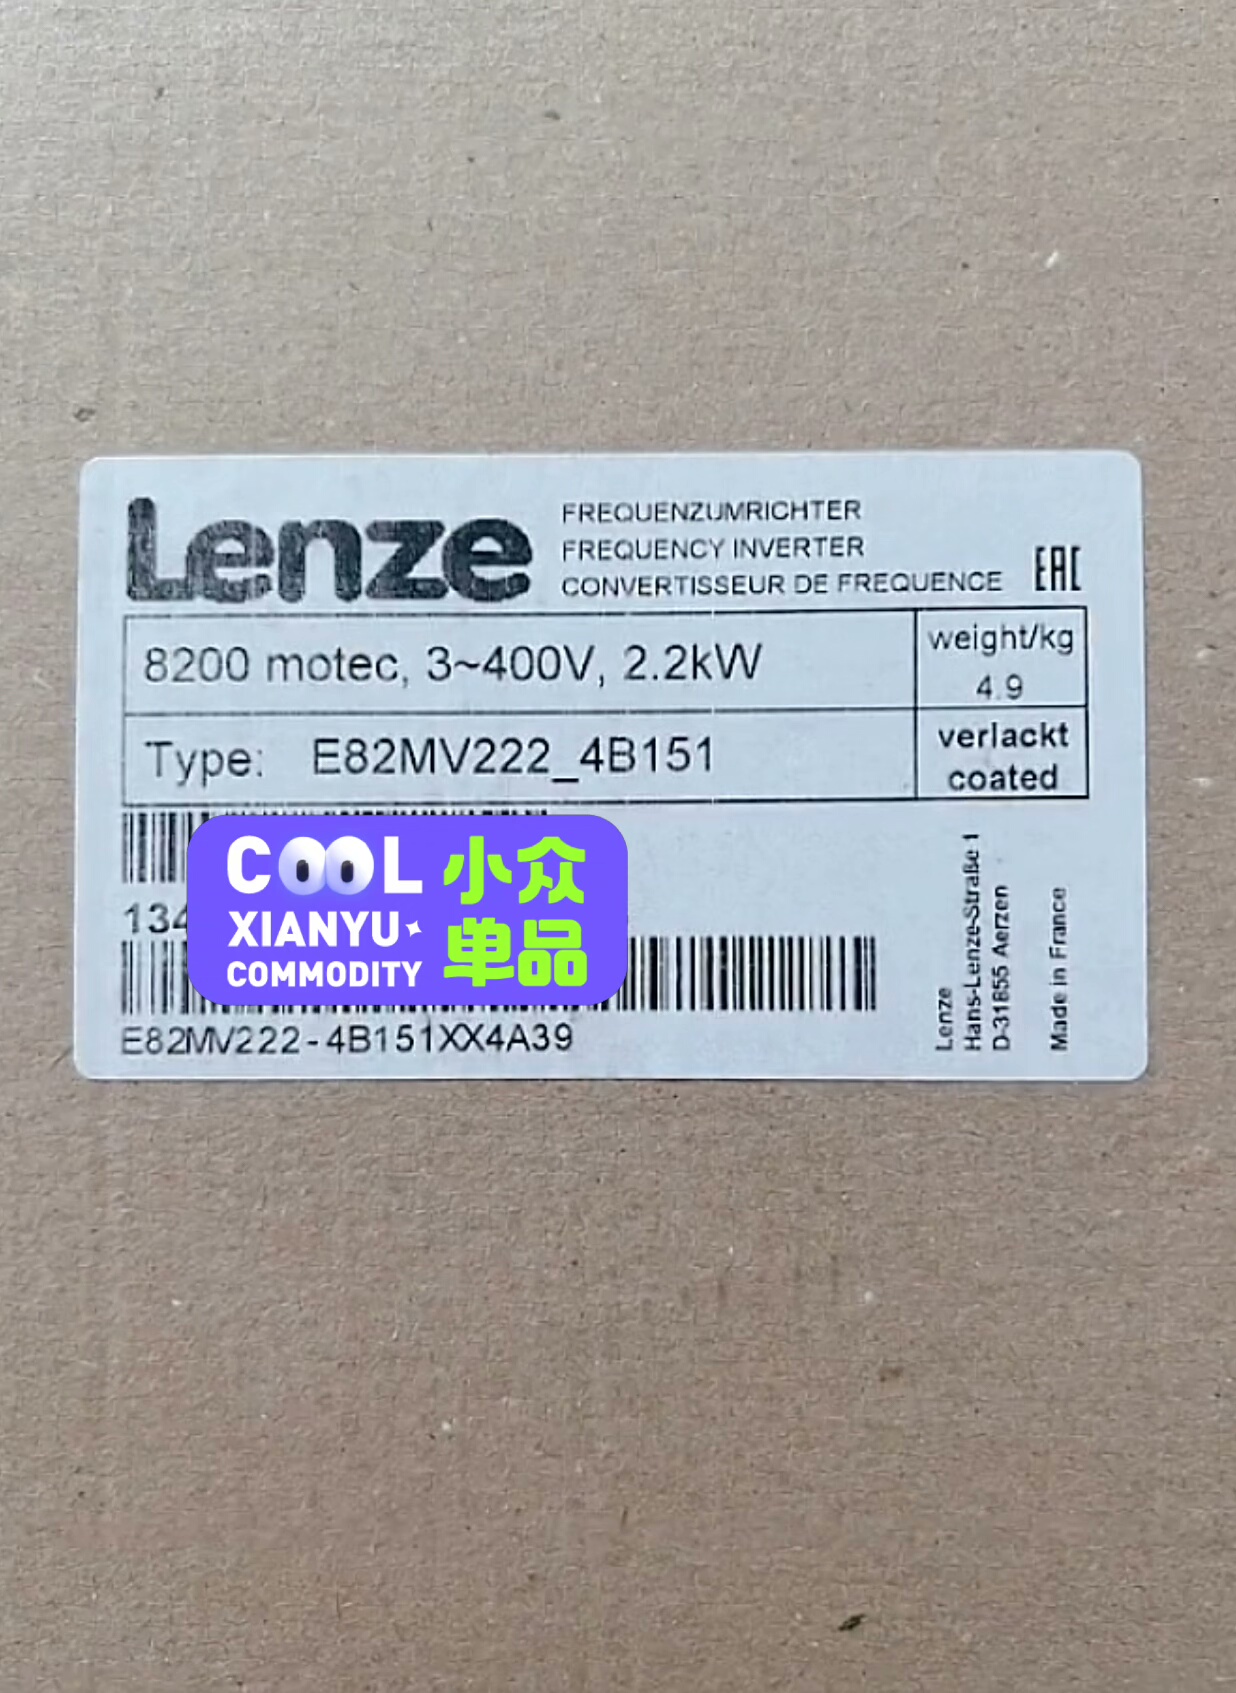 Lenze
FREQUENZUMRICHTER
FREQUENCY INVERTER
CONVERTISSEUR DE FREQUENCE
EAC
8200 motec, 3~400V, 2.2kW
weight/kg
4.9
Type: E82MV222_4B151
verlackt
coated
134
COOL
XIANYU
COMMODITY
小众
单品
E82MV222-4B151XX4A39
Lenze
Hans-Lenze-Straße 1
D-31855 Aerzen
Made in France